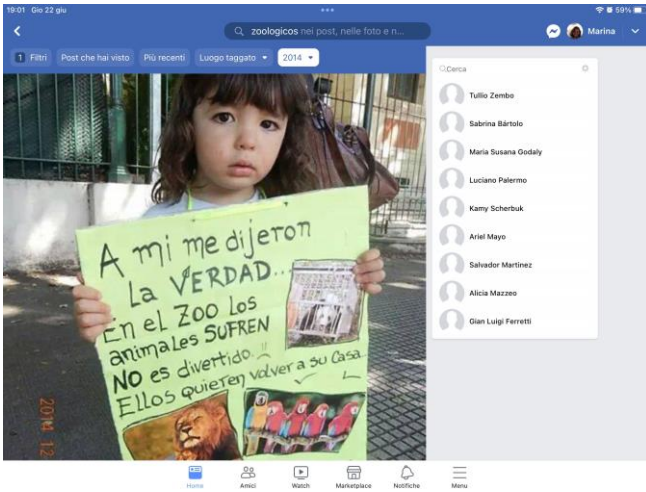 19:01 Gio 22 giu
59%
zoologicos nei post, nelle foto e n...
Marina
1 Filtri Post che hai visto Più recenti Luogo taggato 2014
Cerca
Tullio Zembo
Sabrina Bártolo
Maria Susana Godaly
Luciano Palermo
Kamy Scherbuk
Ariel Mayo
Salvador Martinez
Alicia Mazzeo
Gian Luigi Ferretti
A mi me dijeron
La VERDAD...
En el ZOO LOS
animales SUFREN
NO es divertido.
Ellos quieren volver a su Casa.
2014 12
Home Amici Watch Marketplace Notifiche Menu